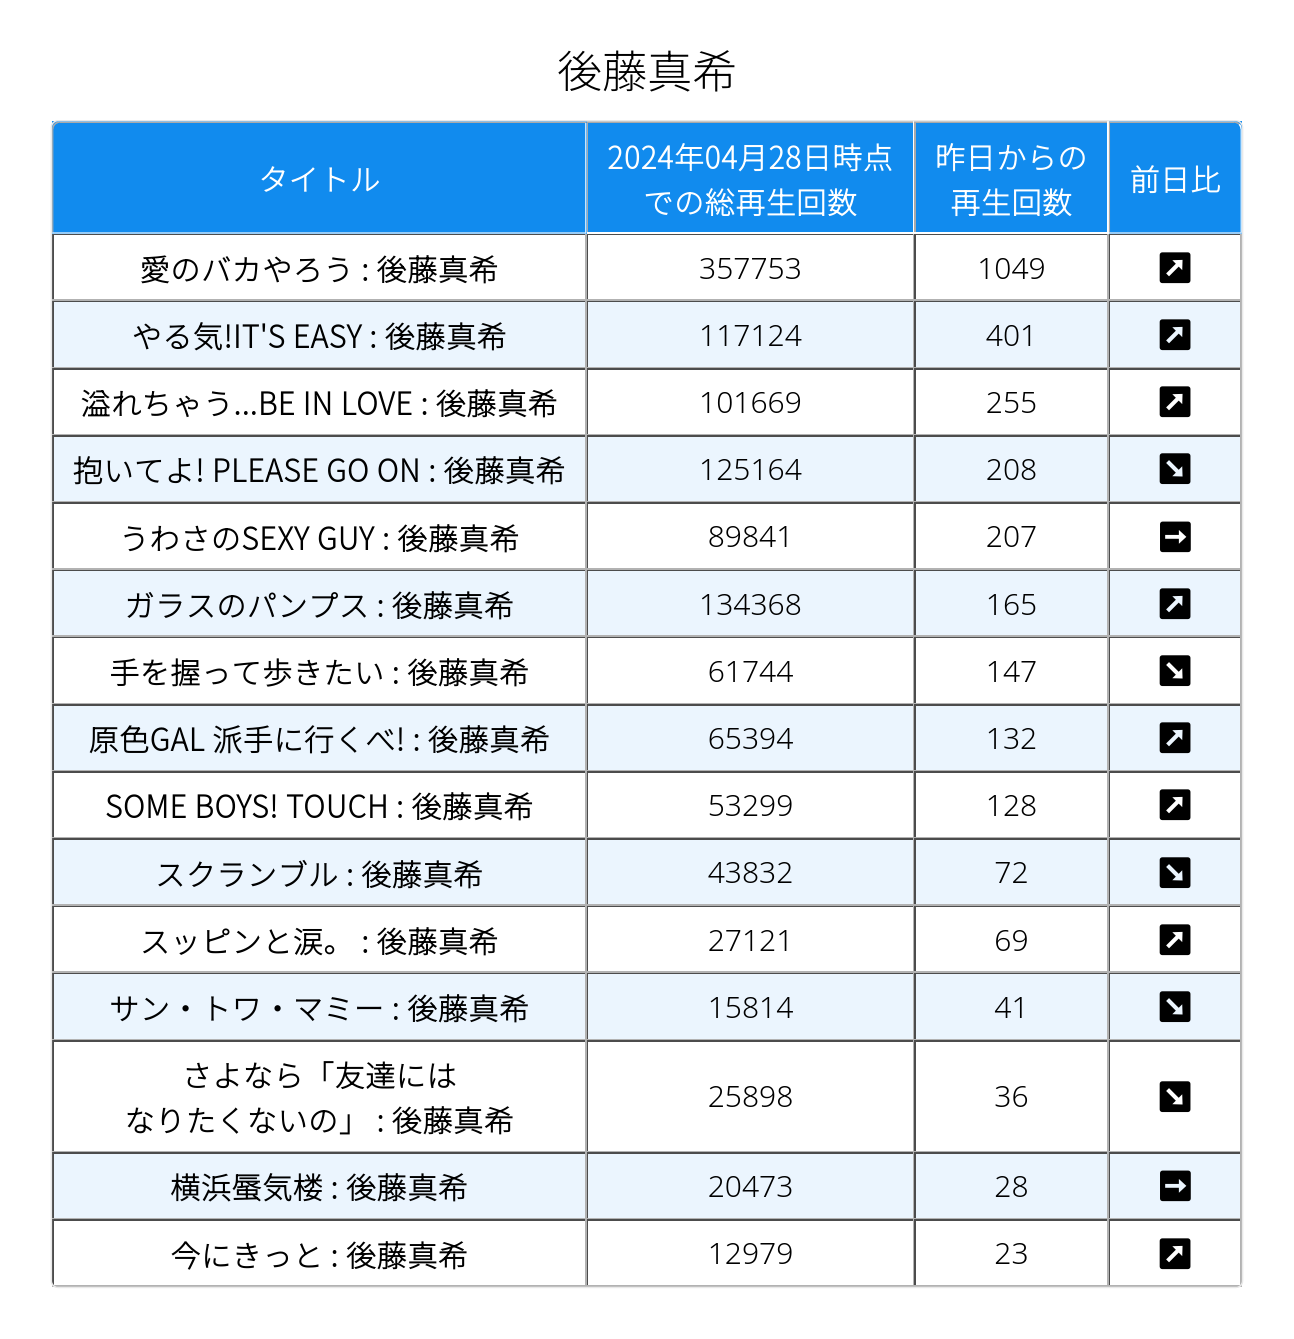 後藤真希
タイトル
2024年04月28日時点
での総再生回数
昨日からの
再生回数
前日比
愛のバカやろう : 後藤真希 357753 1049
やる気!IT'S EASY : 後藤真希 117124 401
溢れちゃう...BE IN LOVE : 後藤真希 101669 255
抱いてよ! PLEASE GO ON : 後藤真希 125164 208
うわさのSEXY GUY : 後藤真希 89841 207
ガラスのパンプス : 後藤真希 134368 165
手を握って歩きたい : 後藤真希 61744 147
原色GAL 派手に行くべ! : 後藤真希 65394 132
SOME BOYS! TOUCH : 後藤真希 53299 128
スクランブル : 後藤真希 43832 72
スッピンと涙。 : 後藤真希 27121 69
サン・トワ・マミー : 後藤真希 15814 41
さよなら「友達には
なりたくないの」 : 後藤真希 25898 36
横浜蜃気楼 : 後藤真希 20473 28
今にきっと : 後藤真希 12979 23